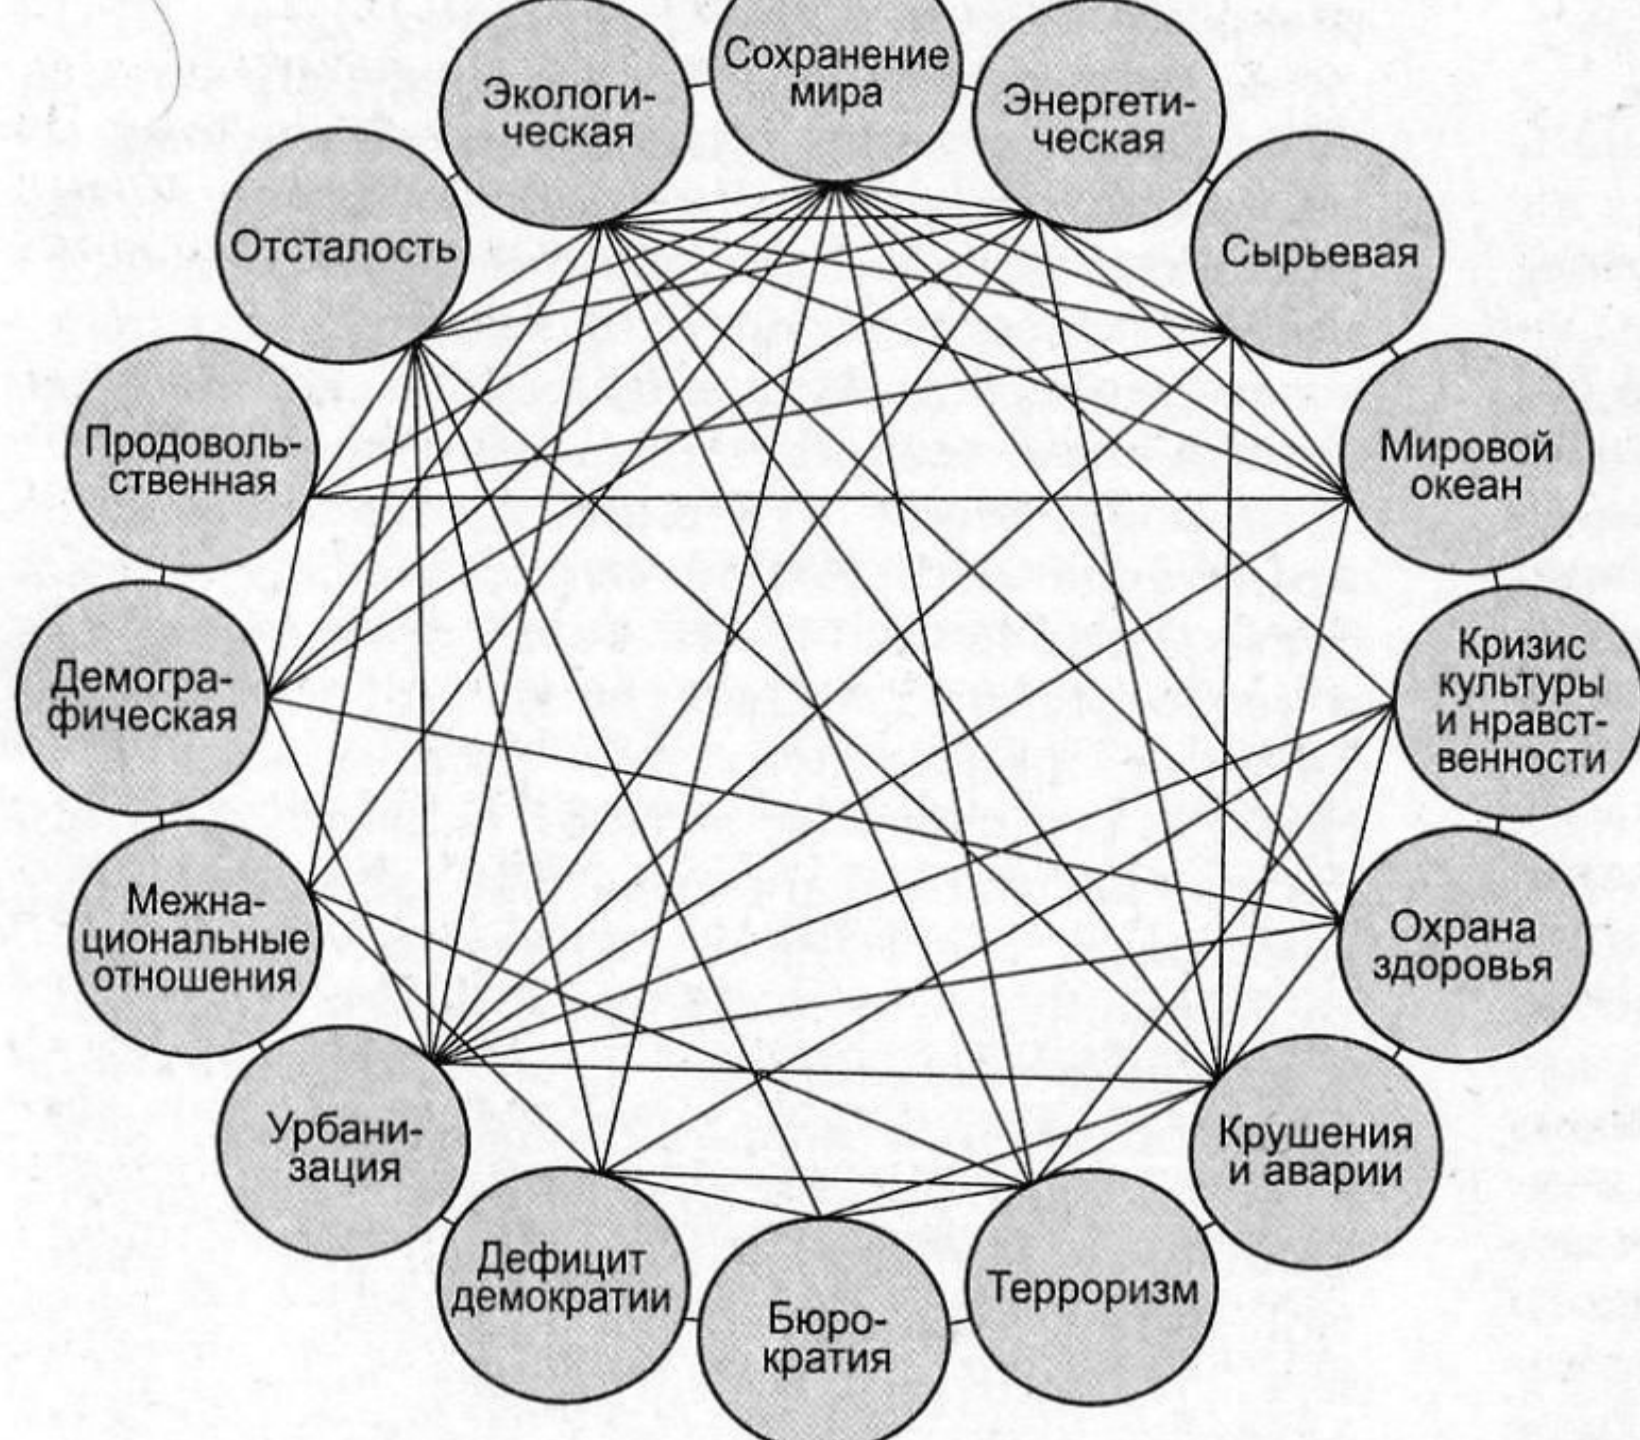 Сохранение
мира
Экологи-
ческая
Энергети-
ческая
Отсталость
Сырьевая
Продоволь-
ственная
Мировой
океан
Демогра-
фическая
Кризис
культуры
и нравст-
венности
Межна-
циональные
отношения
Охрана
здоровья
Урбани-
зация
Крушения
и аварии
Дефицит
демократии
Терроризм
Бюро-
кратия